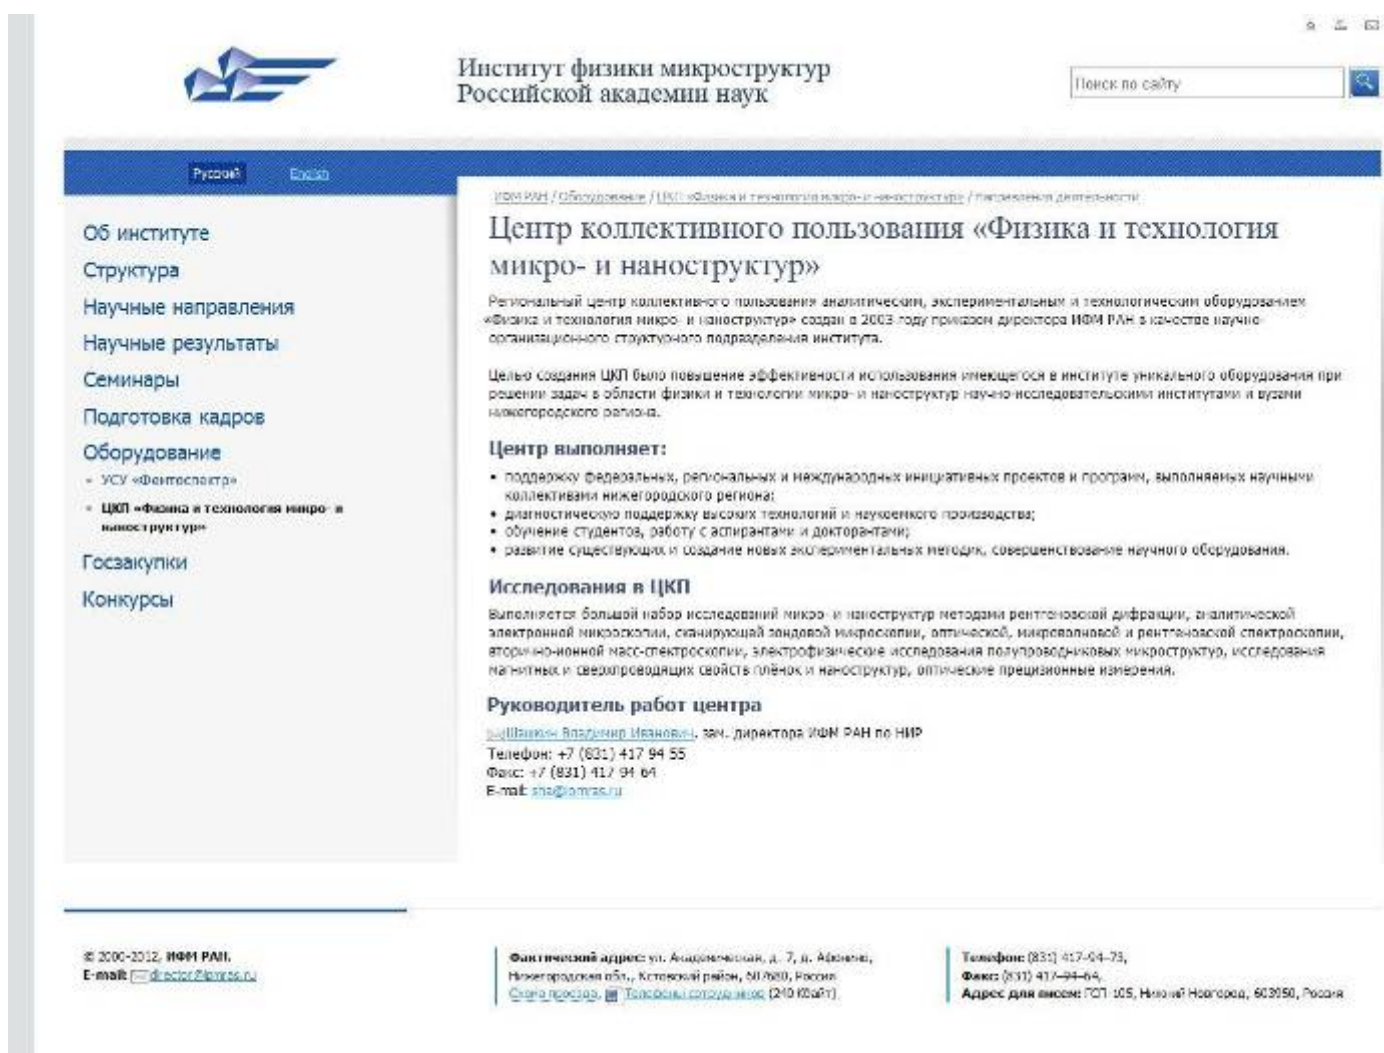 Институт физики микроструктур
Российской академии наук
Поиск по сайту
Русский English
ИФМ РАН / Оборудование / ЦКП «Физика и технология микро- и наноструктур» / Направления деятельности
Об институте
Структура
Научные направления
Научные результаты
Семинары
Подготовка кадров
Оборудование
УСУ «Фемтоспектр»
ЦКП «Физика и технология микро- и
наноструктур»
Госзакупки
Конкурсы
Центр коллективного пользования «Физика и технология
микро- и наноструктур»
Региональный центр коллективного пользования аналитическим, экспериментальным и технологическим оборудованием
«Физика и технология микро- и наноструктур» создан в 2003 году приказом директора ИФМ РАН в качестве научно-
организационного структурного подразделения института.
Целью создания ЦКП было повышение эффективности использования имеющегося в институте уникального оборудования при
решении задач в области физики и технологии микро- и наноструктур научно-исследовательскими институтами и вузами
нижегородского региона.
Центр выполняет:
• поддержку федеральных, региональных и международных инициативных проектов и программ, выполняемых научными
коллективами нижегородского региона;
• диагностическую поддержку высоких технологий и наукоемкого производства;
• обучение студентов, работу с аспирантами и докторантами;
• развитие существующих и создание новых экспериментальных методик, совершенствование научного оборудования.
Исследования в ЦКП
Выполняется большой набор исследований микро- и наноструктур методами рентгеновской дифракции, аналитической
электронной микроскопии, сканирующей зондовой микроскопии, оптической, микроволновой и рентгеновской спектроскопии,
вторично-ионной масс-спектроскопии, электрофизические исследования полупроводниковых микроструктур, исследования
магнитных и сверхпроводящих свойств плёнок и наноструктур, оптические прецизионные измерения.
Руководитель работ центра
Шашкин Владимир Иванович, зам. директора ИФМ РАН по НИР
Телефон: +7 (831) 417 94 55
Факс: +7 (831) 417 94 64
E-mail: sha@ipmras.ru
© 2000-2012, ИФМ РАН.
E-mail: director@ipmras.ru
Фактический адрес: ул. Академическая, д. 7, д. Афонино,
Нижегородская обл., Кстовский район, 607680, Россия
Схема проезда, Телефоны сотрудников (240 Кбайт)
Телефон: (831) 417-94-73,
Факс: (831) 417-94-64,
Адрес для писем: ГСП-105, Нижний Новгород, 603950, Россия